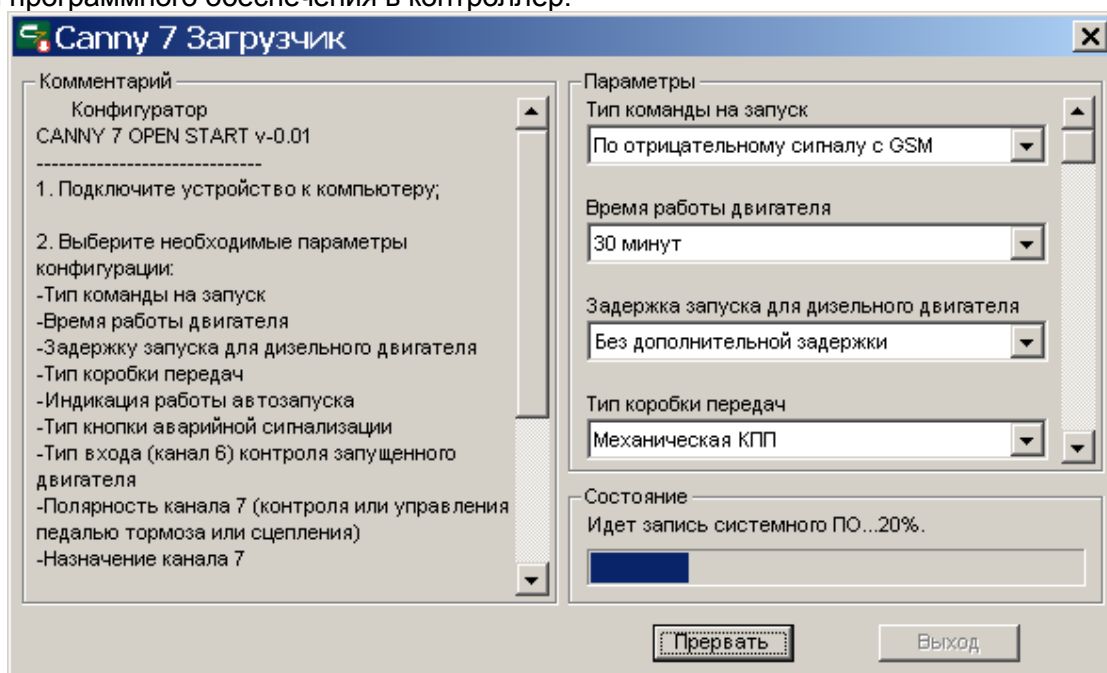 программного обеспечения в контроллер.
Canny 7 Загрузчик
Комментарий
Конфигуратор
CANNY 7 OPEN START v-0.01
------------------------------
1. Подключите устройство к компьютеру;
2. Выберите необходимые параметры
конфигурации:
-Тип команды на запуск
-Время работы двигателя
-Задержку запуска для дизельного двигателя
-Тип коробки передач
-Индикация работы автозапуска
-Тип кнопки аварийной сигнализации
-Тип входа (канал 6) контроля запущенного
двигателя
-Полярность канала 7 (контроля или управления
педалью тормоза или сцепления)
-Назначение канала 7
Параметры
Тип команды на запуск
По отрицательному сигналу с GSM
Время работы двигателя
30 минут
Задержка запуска для дизельного двигателя
Без дополнительной задержки
Тип коробки передач
Механическая КПП
Состояние
Идет запись системного ПО...20%.
Прервать
Выход